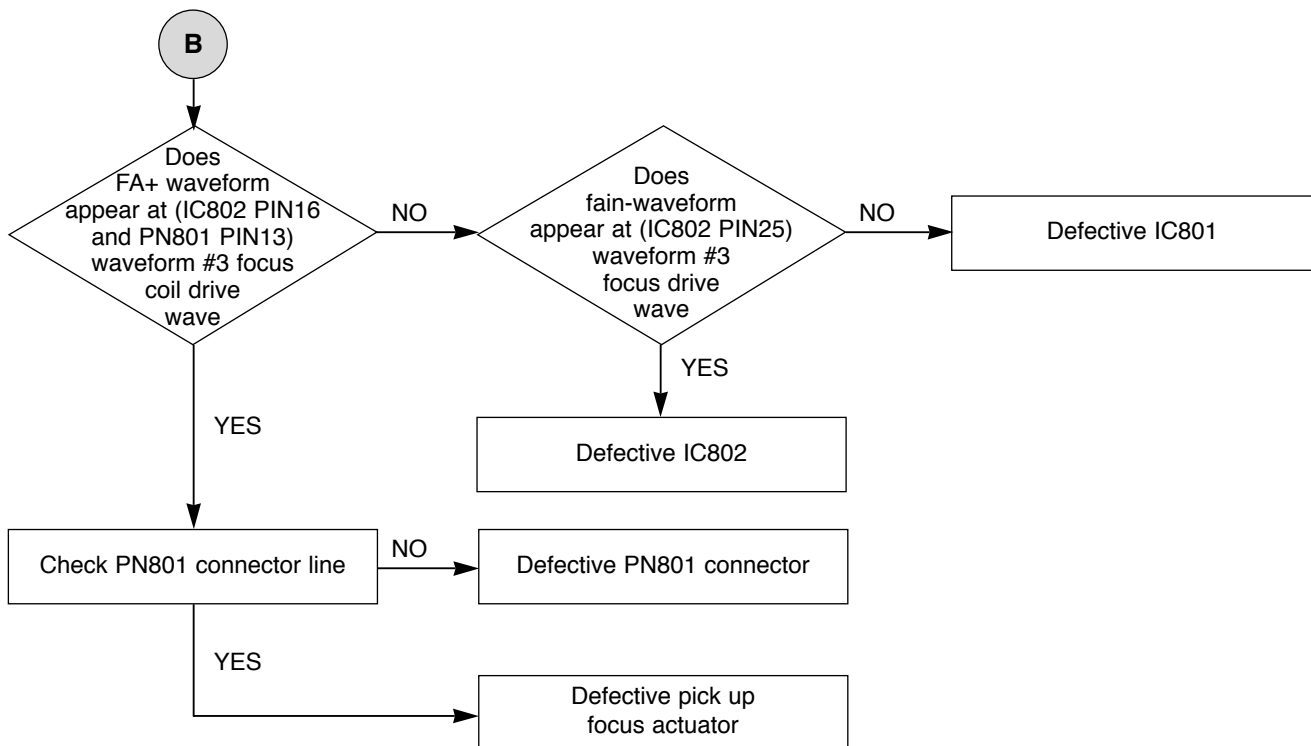 B
Does
FA+ waveform
appear at (IC802 PIN16
and PN801 PIN13)
waveform #3 focus
coil drive
wave
NO
Does
fain-waveform
appear at (IC802 PIN25)
waveform #3
focus drive
wave
NO
Defective IC801
YES
YES
Defective IC802
Check PN801 connector line
NO
Defective PN801 connector
YES
Defective pick up
focus actuator